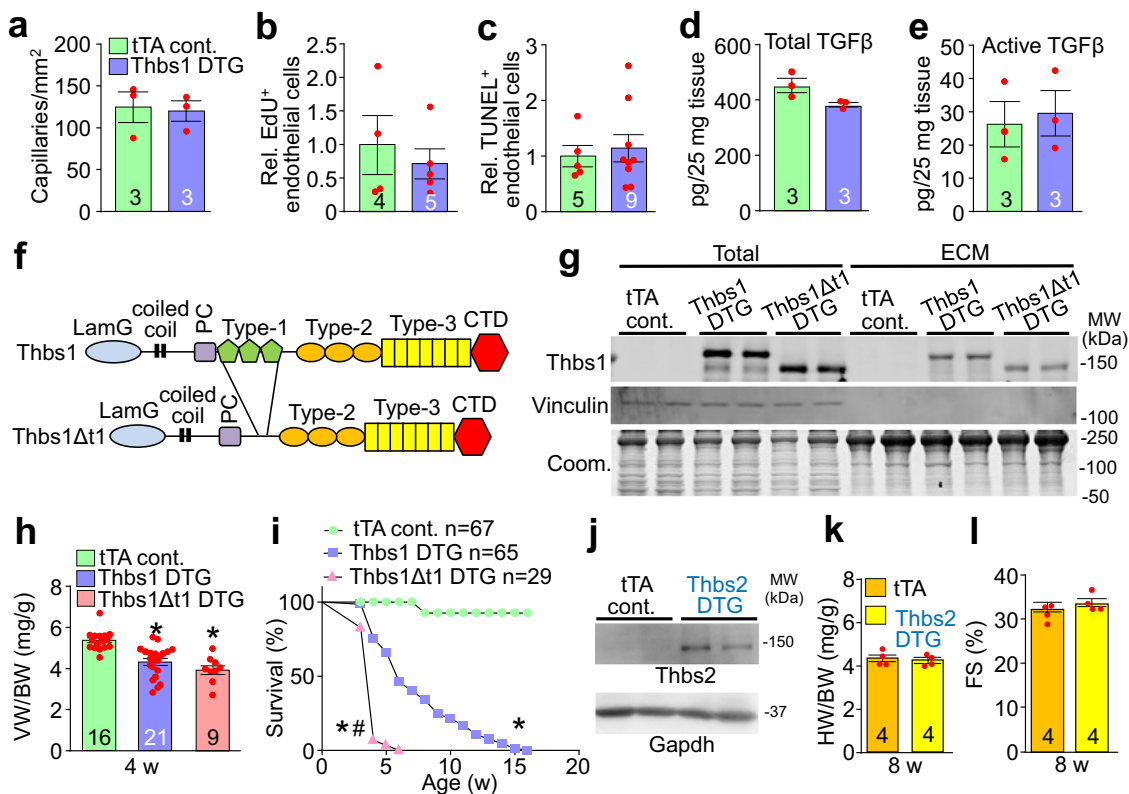 a
tTA cont.
Thbs1 DTG
Capillaries/mm²
200
150
100
50
0
3
3
b
Rel. EdU⁺
endothelial cells
2.5
2.0
1.5
1.0
0.5
0
4
5
c
Rel. TUNEL⁺
endothelial cells
3
2
1
0
5
9
d
Total TGFβ
pg/25 mg tissue
600
400
200
0
3
3
e
Active TGFβ
pg/25 mg tissue
50
40
30
20
10
0
3
3
f
LamG
coiled
coil
PC
Type-1
Type-2
Type-3
CTD
Thbs1
LamG
coiled
coil
PC
Type-2
Type-3
CTD
Thbs1Δt1
g
Total
ECM
tTA
cont.
Thbs1
DTG
Thbs1Δt1
DTG
tTA
cont.
Thbs1
DTG
Thbs1Δt1
DTG
MW
(kDa)
Thbs1
-150
Vinculin
-100
Coom.
-250
-100
-50
h
tTA cont.
Thbs1 DTG
Thbs1Δt1 DTG
VW/BW (mg/g)
8
6
4
2
0
*
*
16
21
9
4 w
i
tTA cont. n=67
Thbs1 DTG n=65
Thbs1Δt1 DTG n=29
Survival (%)
100
50
0
*#
*
0
5
10
15
20
Age (w)
j
tTA
cont.
Thbs2
DTG
MW
(kDa)
-150
Thbs2
-37
Gapdh
k
tTA
Thbs2
DTG
HW/BW (mg/g)
8
6
4
2
0
4
4
8 w
l
FS (%)
40
30
20
10
0
4
4
8 w